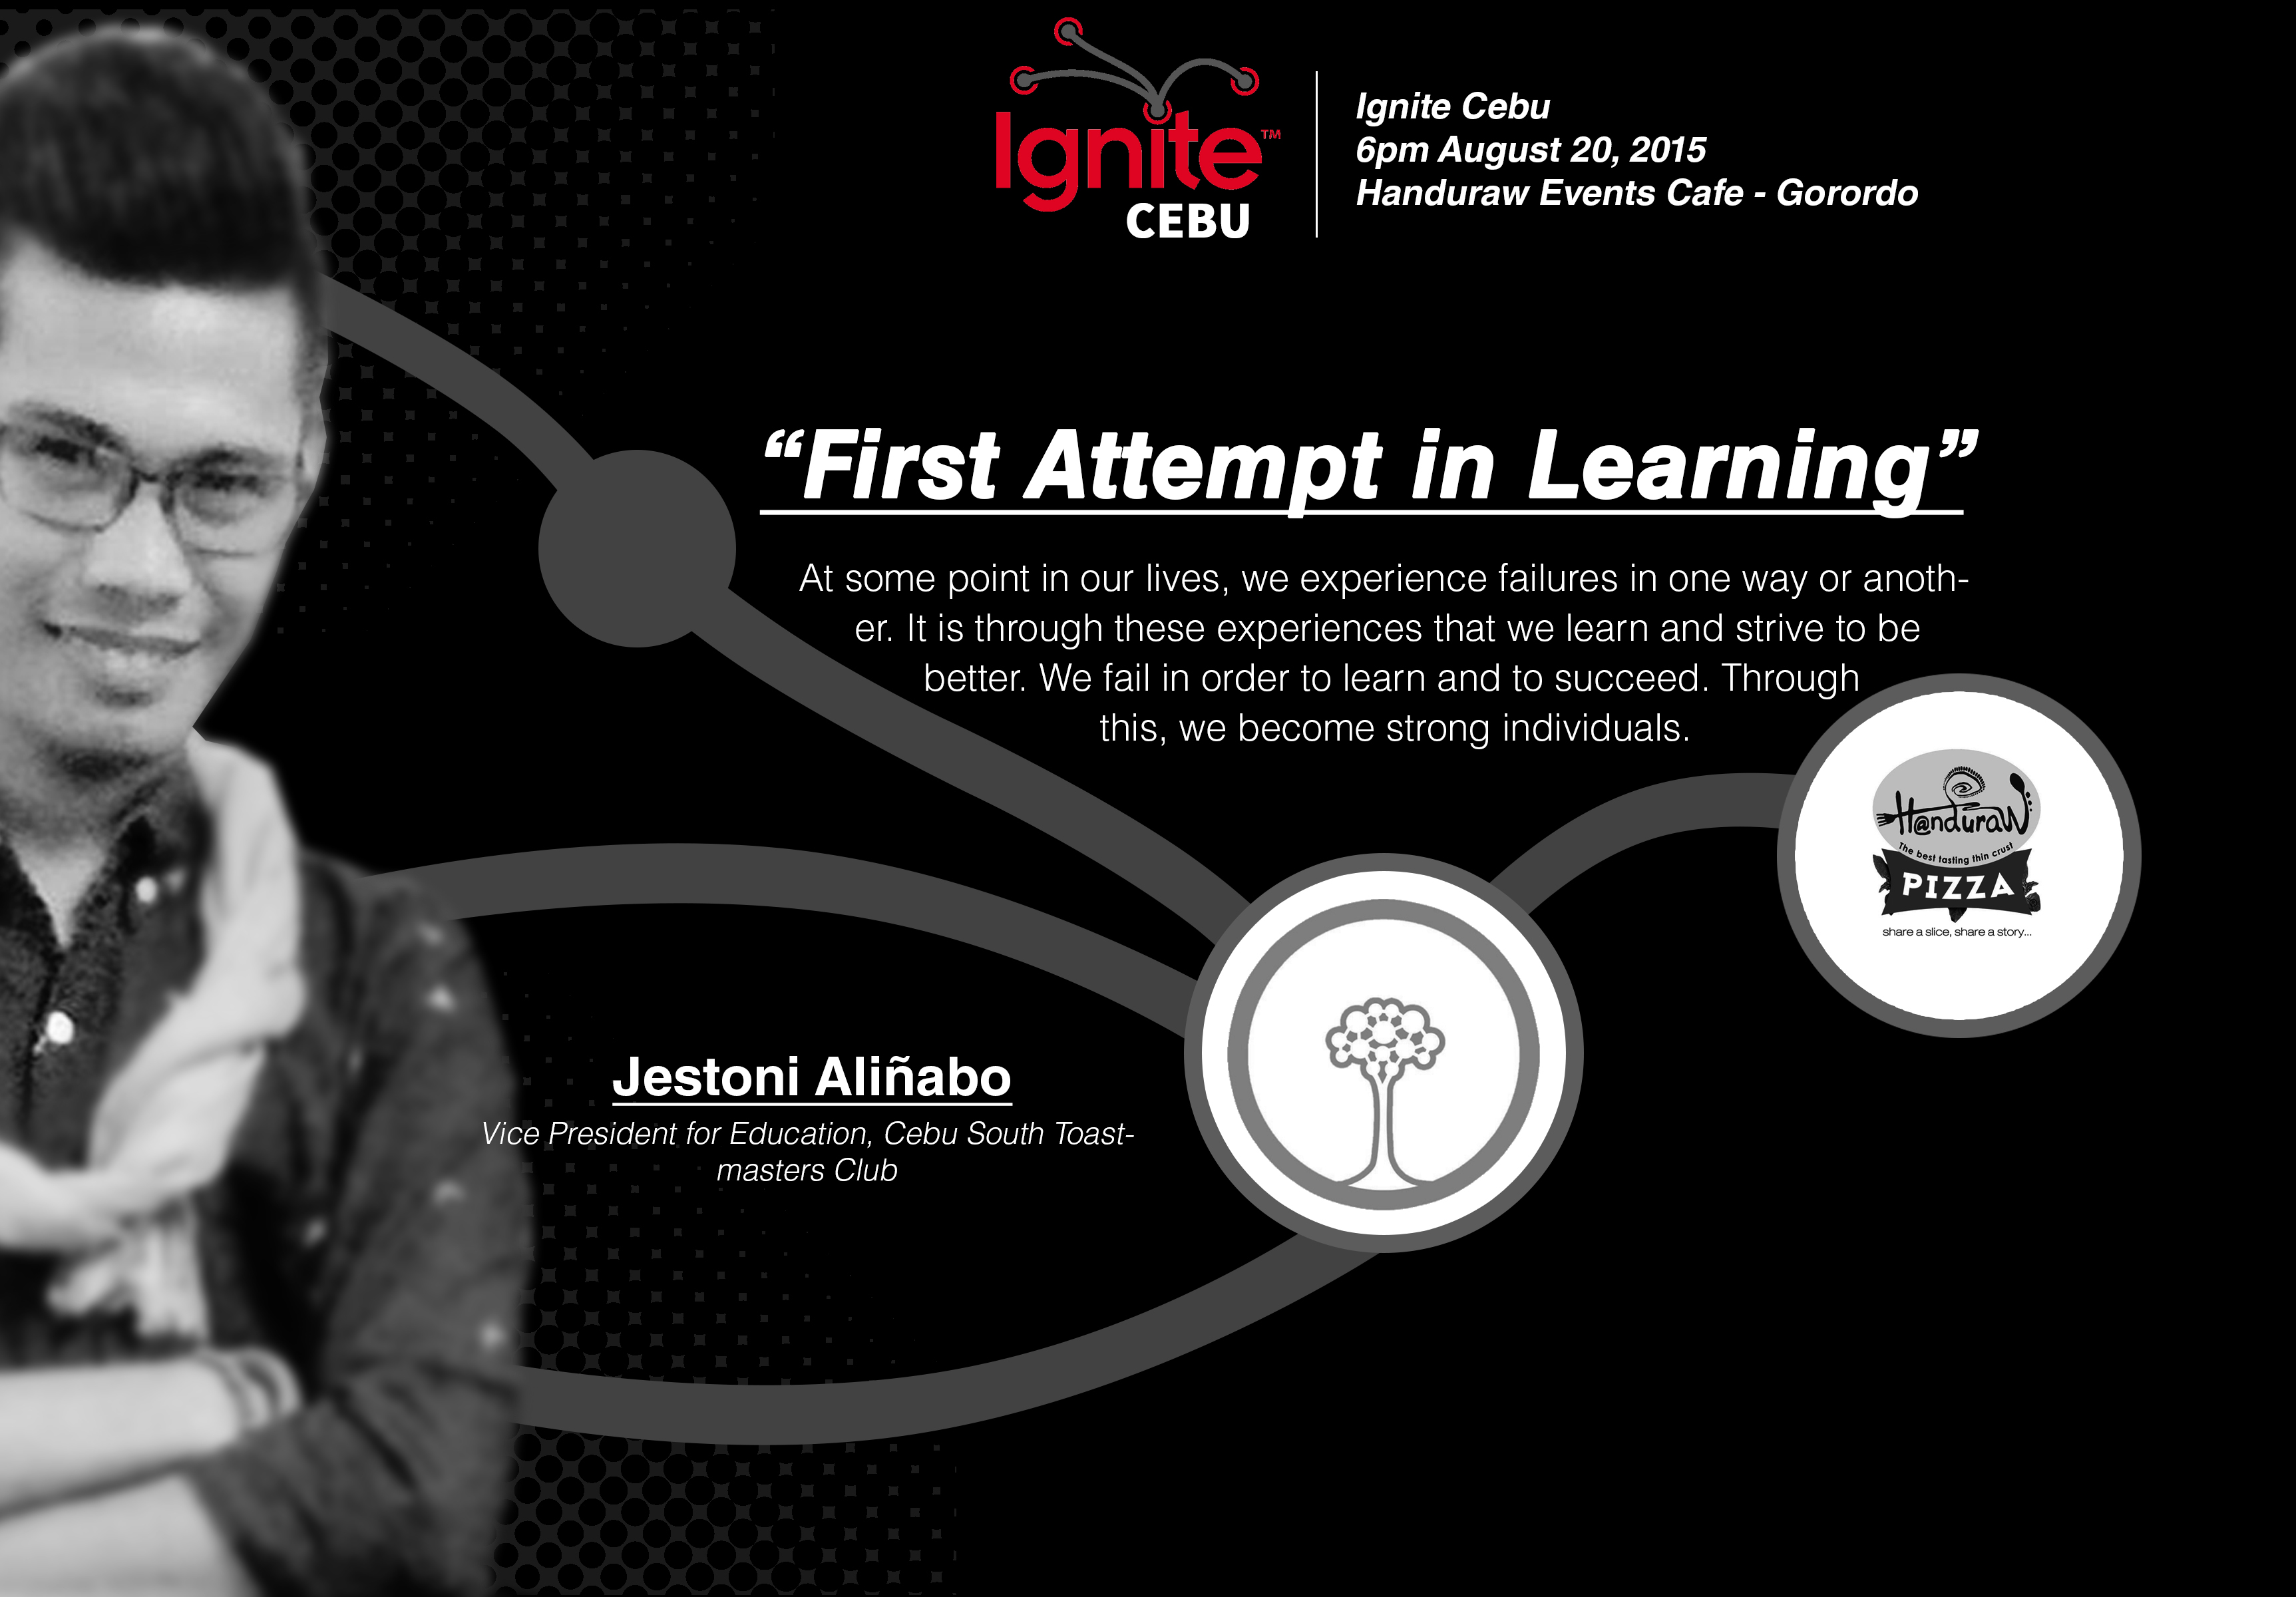 Ignite™
CEBU
Ignite Cebu
6pm August 20, 2015
Handuraw Events Cafe - Gorordo
“First Attempt in Learning”
At some point in our lives, we experience failures in one way or anoth-
er. It is through these experiences that we learn and strive to be
better. We fail in order to learn and to succeed. Through
this, we become strong individuals.
H@nduraw
The best tasting thin crust
PIZZA
share a slice, share a story...
Jestoni Aliñabo
Vice President for Education, Cebu South Toast-
masters Club